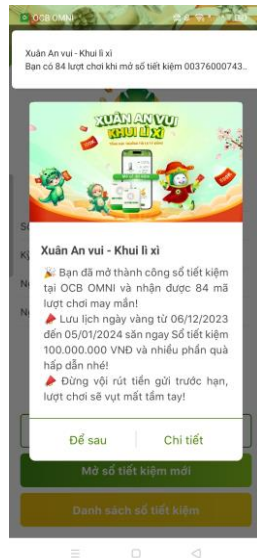 OCB OMNI
Xuân An vui - Khui lì xì
Bạn có 84 lượt chơi khi mở sổ tiết kiệm 00376000743..
XUÂN AN VUI
KHUI LÌ XÌ
Xuân An vui - Khui lì xì
🎉 Bạn đã mở thành công sổ tiết kiệm
tại OCB OMNI và nhận được 84 mã
lượt chơi may mắn!
📣 Lưu lịch ngày vàng từ 06/12/2023
đến 05/01/2024 săn ngay Sổ tiết kiệm
100.000.000 VNĐ và nhiều phần quà
hấp dẫn nhé!
📣 Đừng vội rút tiền gửi trước hạn,
lượt chơi sẽ vụt mất tầm tay!
Để sau
Chi tiết
Mở sổ tiết kiệm mới
Danh sách sổ tiết kiệm